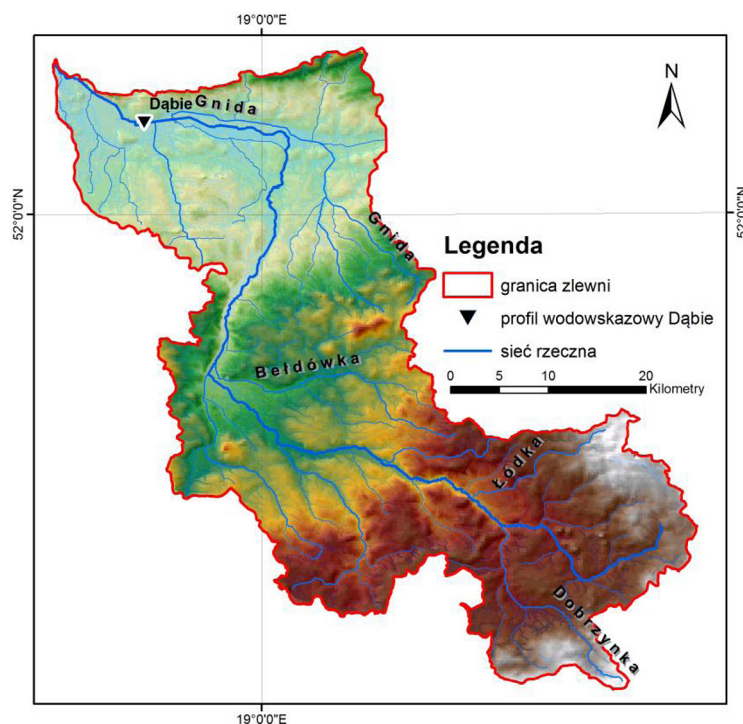 19°0'0"E
N
Dąbie
Gnida
52°0'0"N
52°0'0"N
Gnida
Legenda
granica zlewni
profil wodowskazowy Dąbie
sieć rzeczna
0 5 10 20
Kilometry
Bełdówka
Łódka
Dobrzynka
19°0'0"E